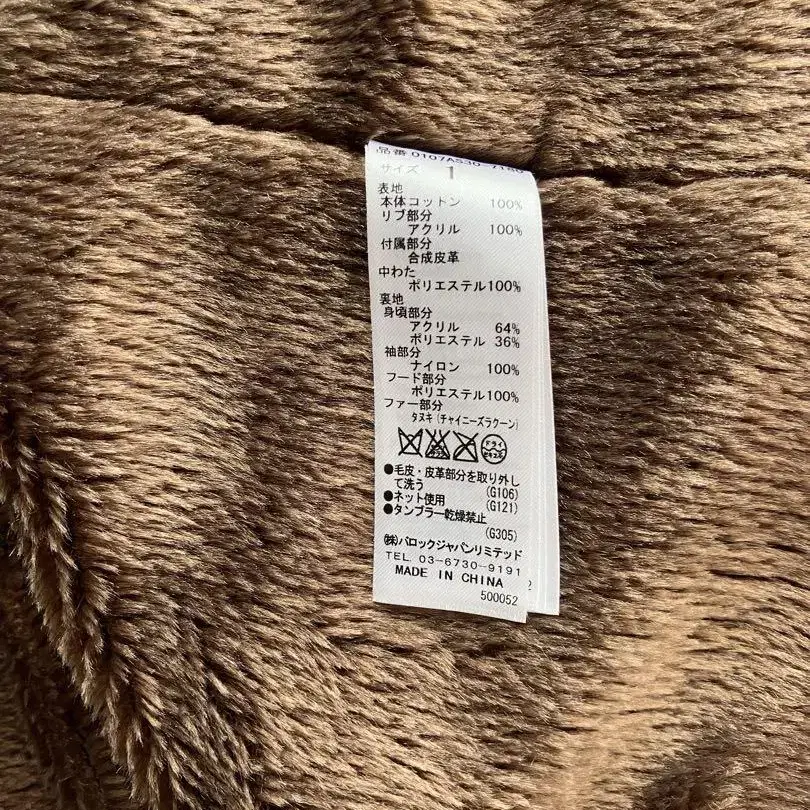 サイズ 1
表地
本体コットン 100%
リブ部分
アクリル 100%
付属部分
合成皮革
中わた
ポリエステル100%
裏地
身頃部分
アクリル 64%
ポリエステル 36%
袖部分
ナイロン 100%
フード部分
ポリエステル100%
ファー部分
タヌキ(チャイニーズラクーン)
ドライ
セキユ系
●毛皮・皮革部分を取り外し
て洗う (G106)
●ネット使用 (G121)
●タンブラー乾燥禁止
(G305)
㈱バロックジャパンリミテッド
TEL 03-6730-9191
MADE IN CHINA
500052
2